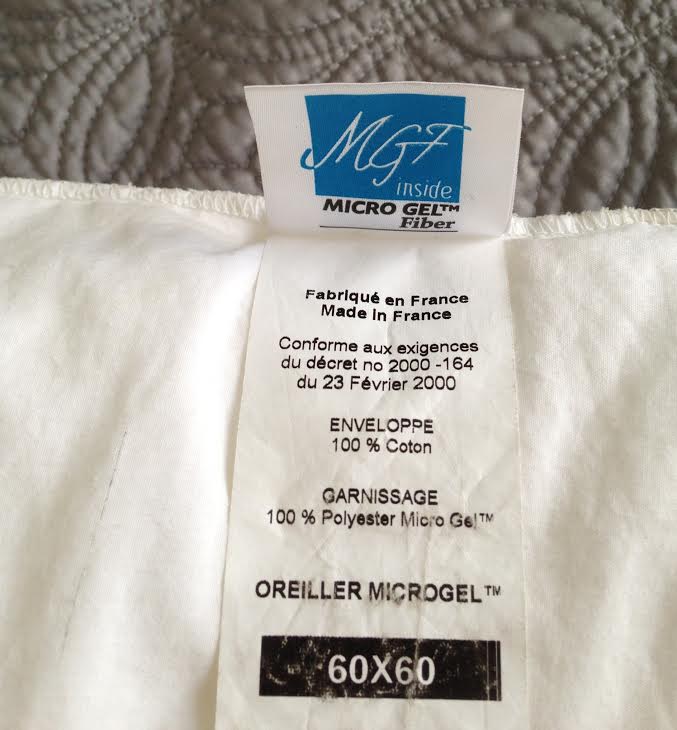 MGF
inside
MICRO GEL™
Fiber
Fabriqué en France
Made in France
Conforme aux exigences
du décret no 2000 -164
du 23 Février 2000
ENVELOPPE
100 % Coton
GARNISSAGE
100 % Polyester Micro Gel™
OREILLER MICROGEL™
60X60